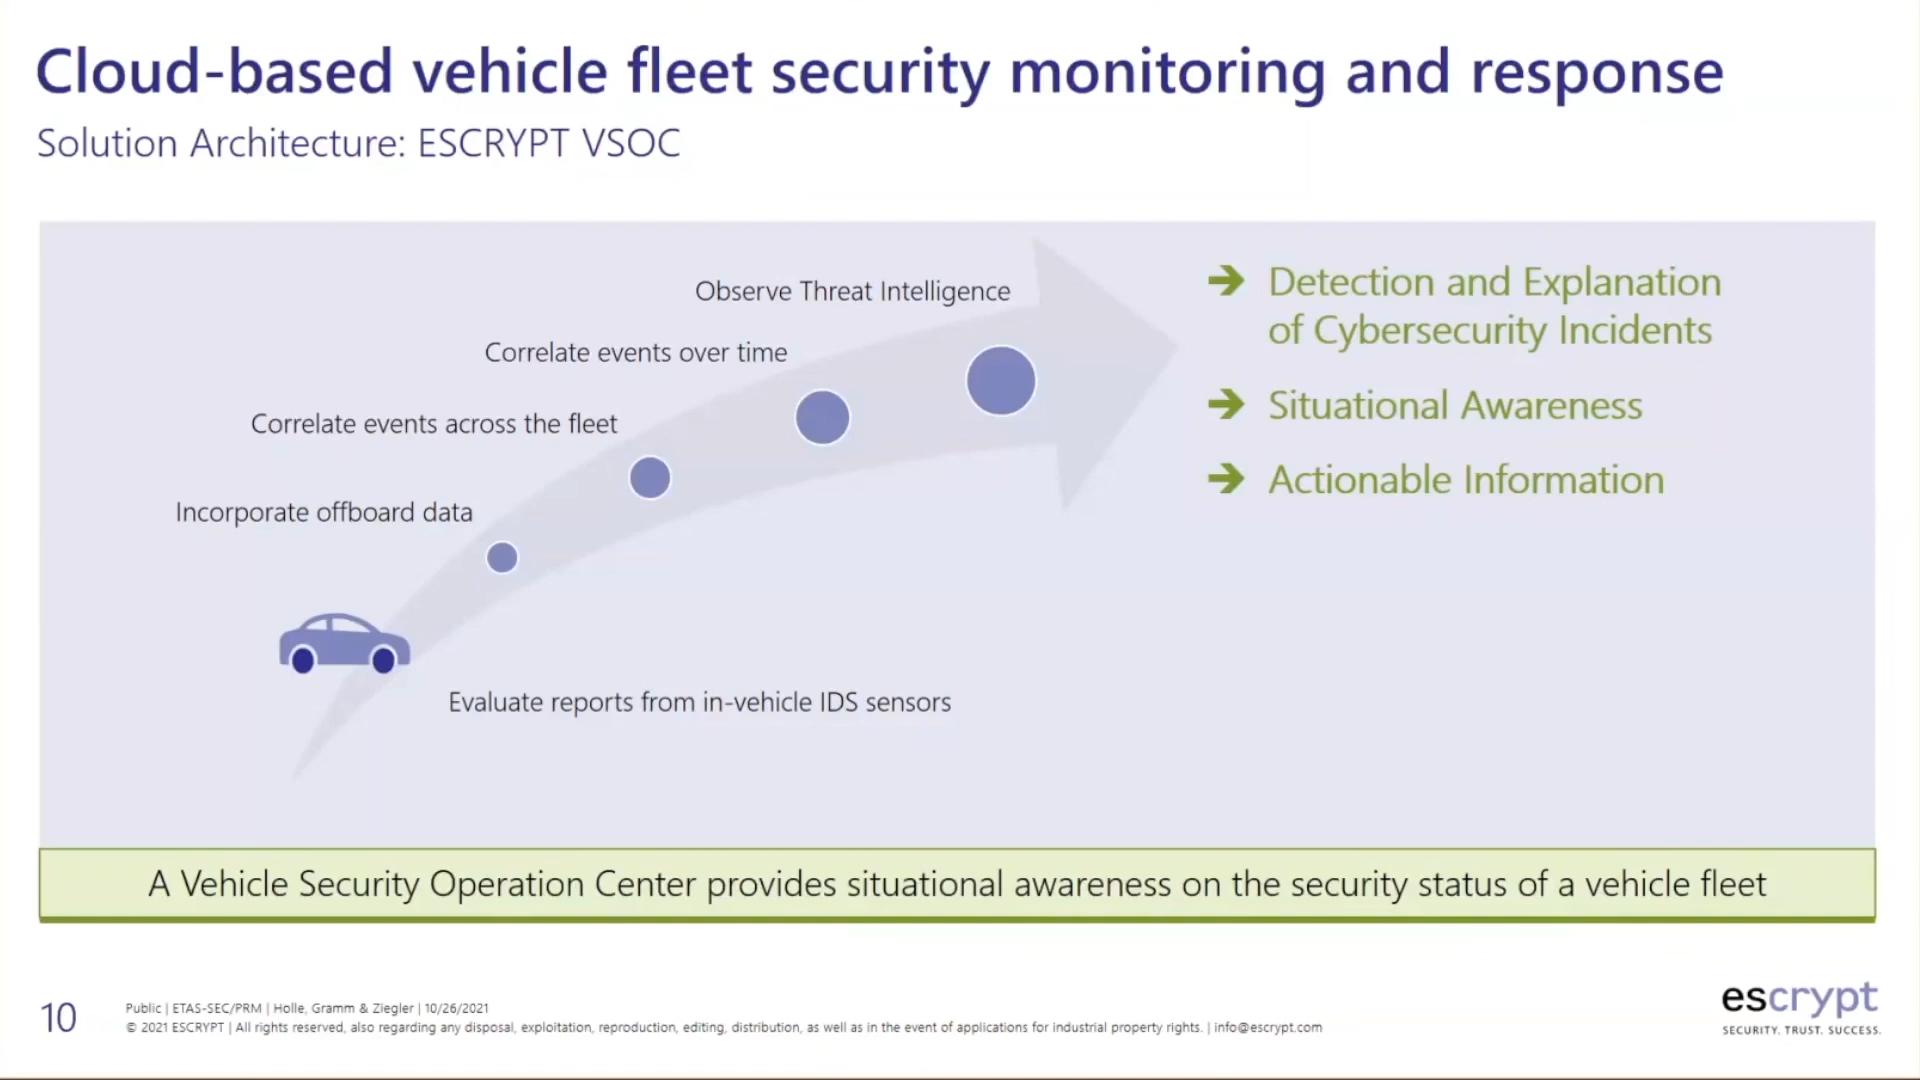 Cloud-based vehicle fleet security monitoring and response
Solution Architecture: ESCRYPT VSOC
Observe Threat Intelligence
Correlate events over time
Correlate events across the fleet
Incorporate offboard data
Evaluate reports from in-vehicle IDS sensors
Detection and Explanation
of Cybersecurity Incidents
Situational Awareness
Actionable Information
A Vehicle Security Operation Center provides situational awareness on the security status of a vehicle fleet
10
Public | ETAS-SEC/PRM | Holle, Gramm & Ziegler | 10/26/2021
© 2021 ESCRYPT | All rights reserved, also regarding any disposal, exploitation, reproduction, editing, distribution, as well as in the event of applications for industrial property rights. | info@escrypt.com
escrypt
SECURITY. TRUST. SUCCESS.